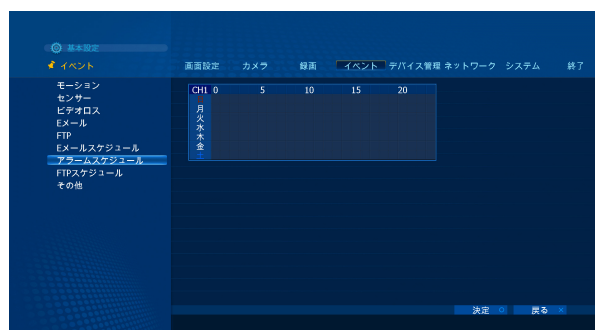 基本設定
イベント
画面設定 カメラ 録画 イベント デバイス管理 ネットワーク システム 終了
モーション
センサー
ビデオロス
Eメール
FTP
Eメールスケジュール
アラームスケジュール
FTPスケジュール
その他
CH1 0 5 10 15 20
日
月
火
水
木
金
土
決定 戻る